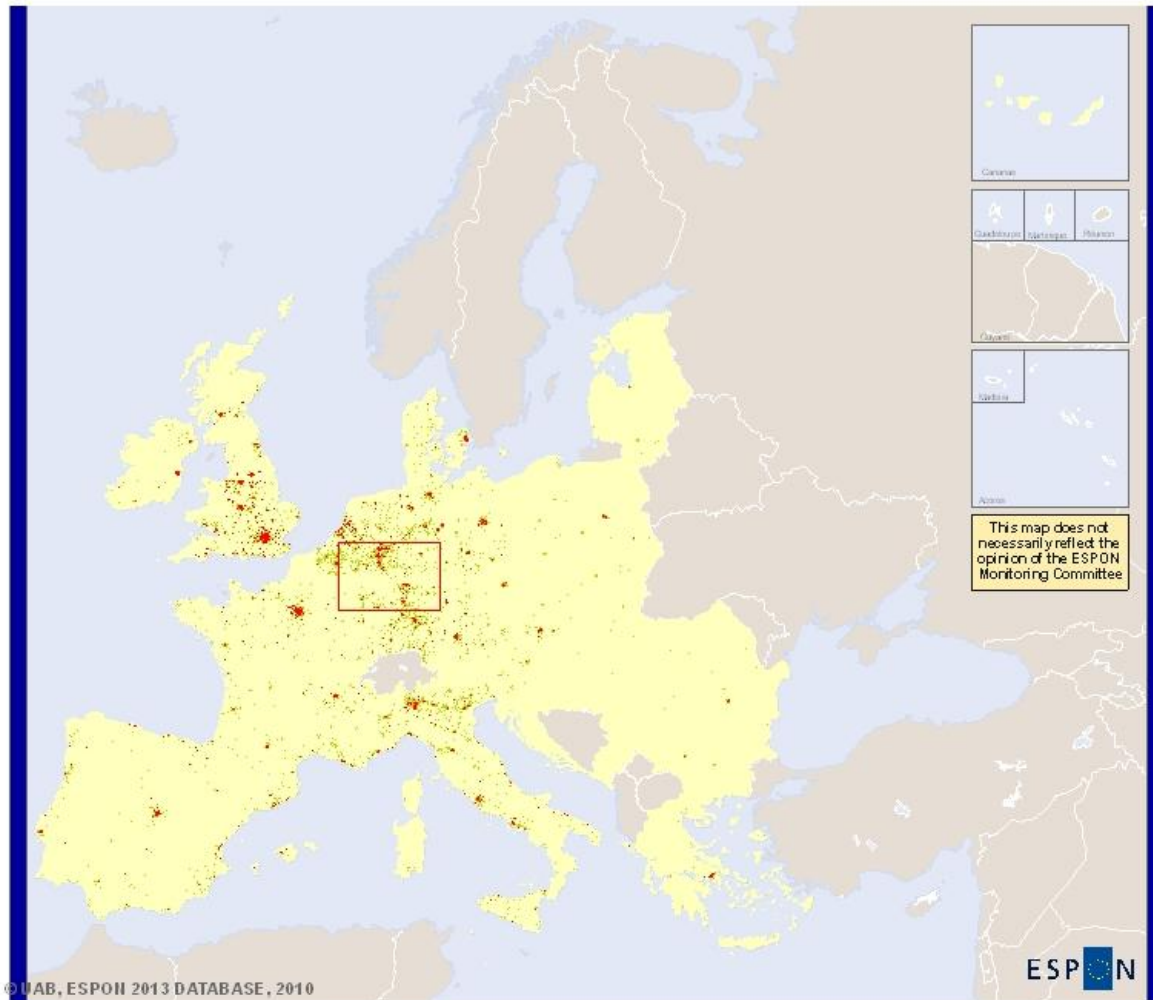 Canarias
Guadeloupe Martinique Réunion
Guyane
Madeira
Azores
This map does not
necessarily reflect the
opinion of the ESPON
Monitoring Committee
ESPON
© UAB, ESPON 2013 DATABASE, 2010